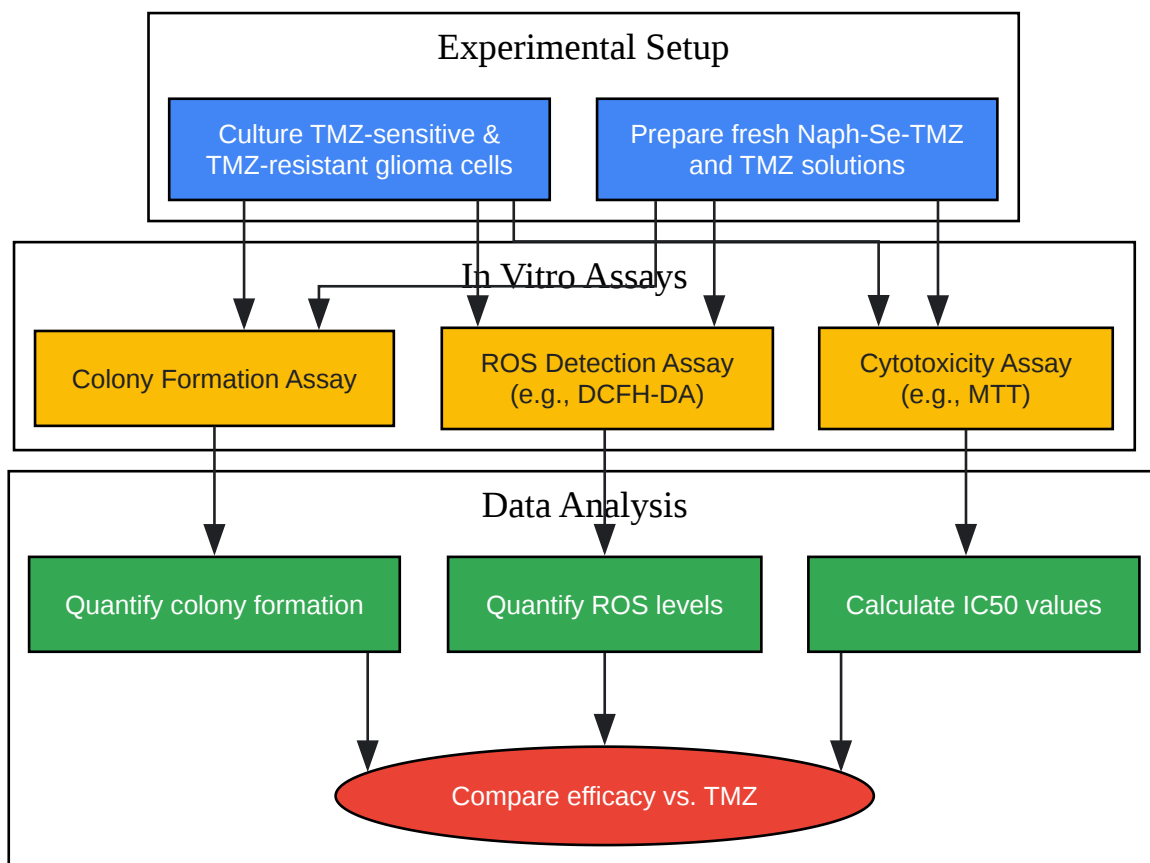 Experimental Setup
Culture TMZ-sensitive &
TMZ-resistant glioma cells
Prepare fresh Naph-Se-TMZ
and TMZ solutions
In Vitro Assays
Colony Formation Assay
ROS Detection Assay
(e.g., DCFH-DA)
Cytotoxicity Assay
(e.g., MTT)
Data Analysis
Quantify colony formation
Quantify ROS levels
Calculate IC50 values
Compare efficacy vs. TMZ